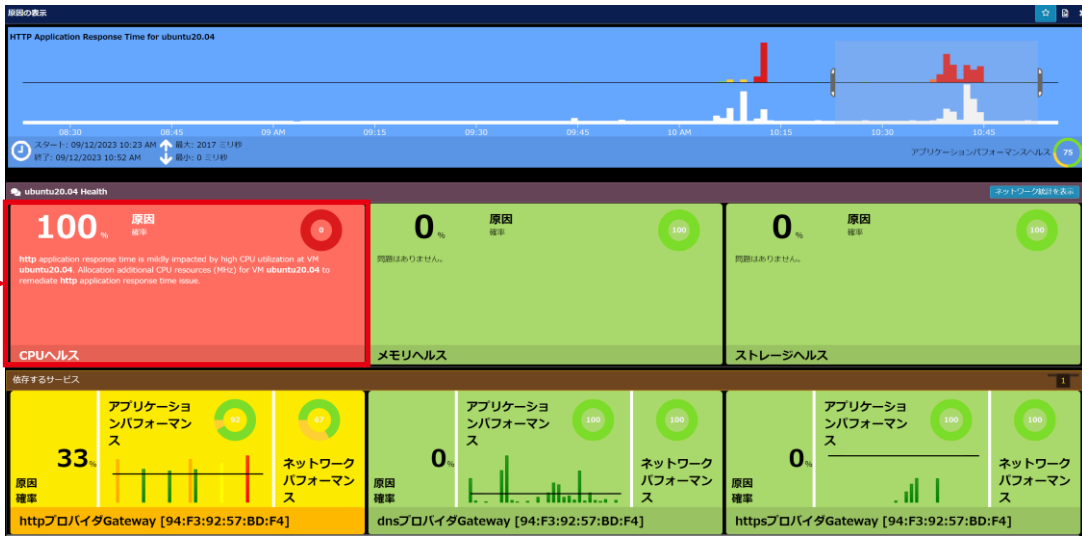 原因の表示
HTTP Application Response Time for ubuntu20.04
08:30 08:45 09 AM 09:15 09:30 09:45 10 AM 10:15 10:30 10:45
スタート: 09/12/2023 10:23 AM 最大: 2017 ミリ秒
終了: 09/12/2023 10:52 AM 最小: 0 ミリ秒
アプリケーションパフォーマンスヘルス 75
ubuntu20.04 Health
ネットワーク統計を表示
100 %
原因
確率
0
http application response time is mildly impacted by high CPU utilization at VM
ubuntu20.04. Allocation additional CPU resources (MHz) for VM ubuntu20.04 to
remediate http application response time issue.
CPUヘルス
0 %
原因
確率
100
問題はありません。
メモリヘルス
0 %
原因
確率
100
問題はありません。
ストレージヘルス
依存するサービス
1
33 %
原因
確率
アプリケーショ
ンパフォーマン
ス
ネットワーク
パフォーマン
ス
httpプロバイダGateway [94:F3:92:57:BD:F4]
0 %
原因
確率
アプリケーショ
ンパフォーマン
ス
100
100
ネットワーク
パフォーマン
ス
dnsプロバイダGateway [94:F3:92:57:BD:F4]
0 %
原因
確率
アプリケーショ
ンパフォーマン
ス
100
100
ネットワーク
パフォーマン
ス
httpsプロバイダGateway [94:F3:92:57:BD:F4]